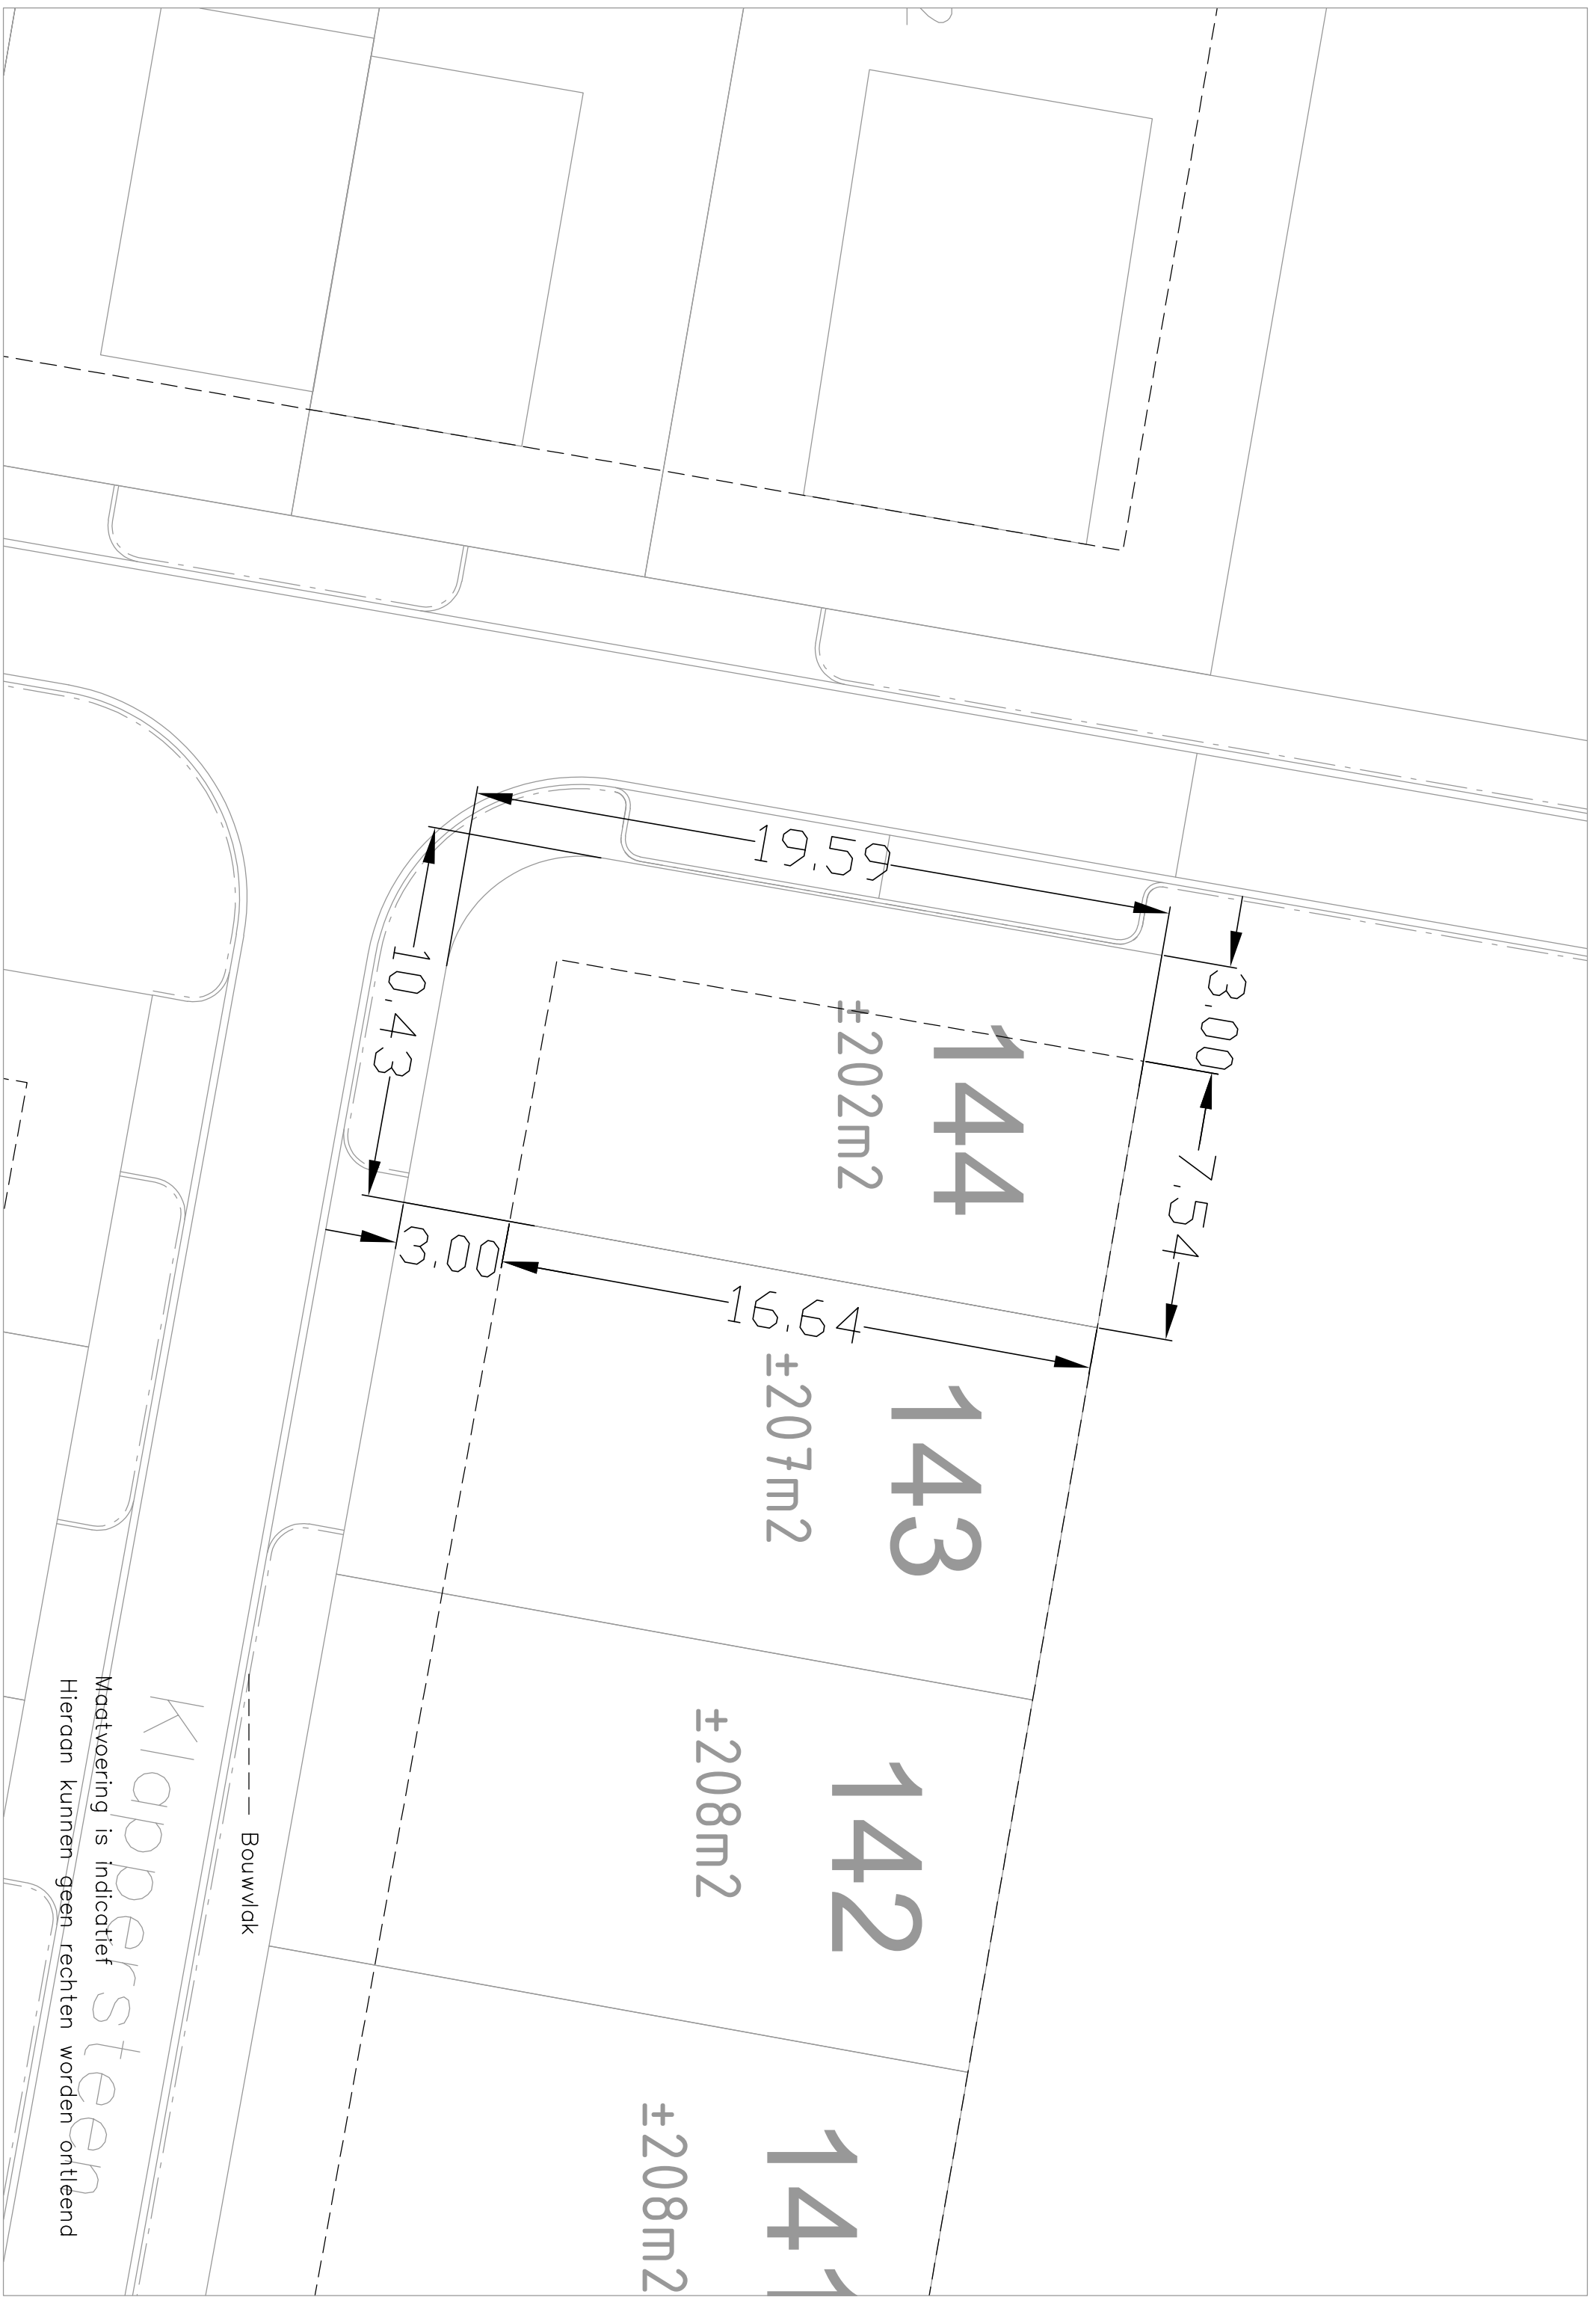 19.59
10.43
3.00
7.54
3.00
16.64
144
±202m2
143
±207m2
142
±208m2
141
±208m2
Bouwvlak
Klappersteen
Maatvoering is indicatief
Hieraan kunnen geen rechten worden ontleend